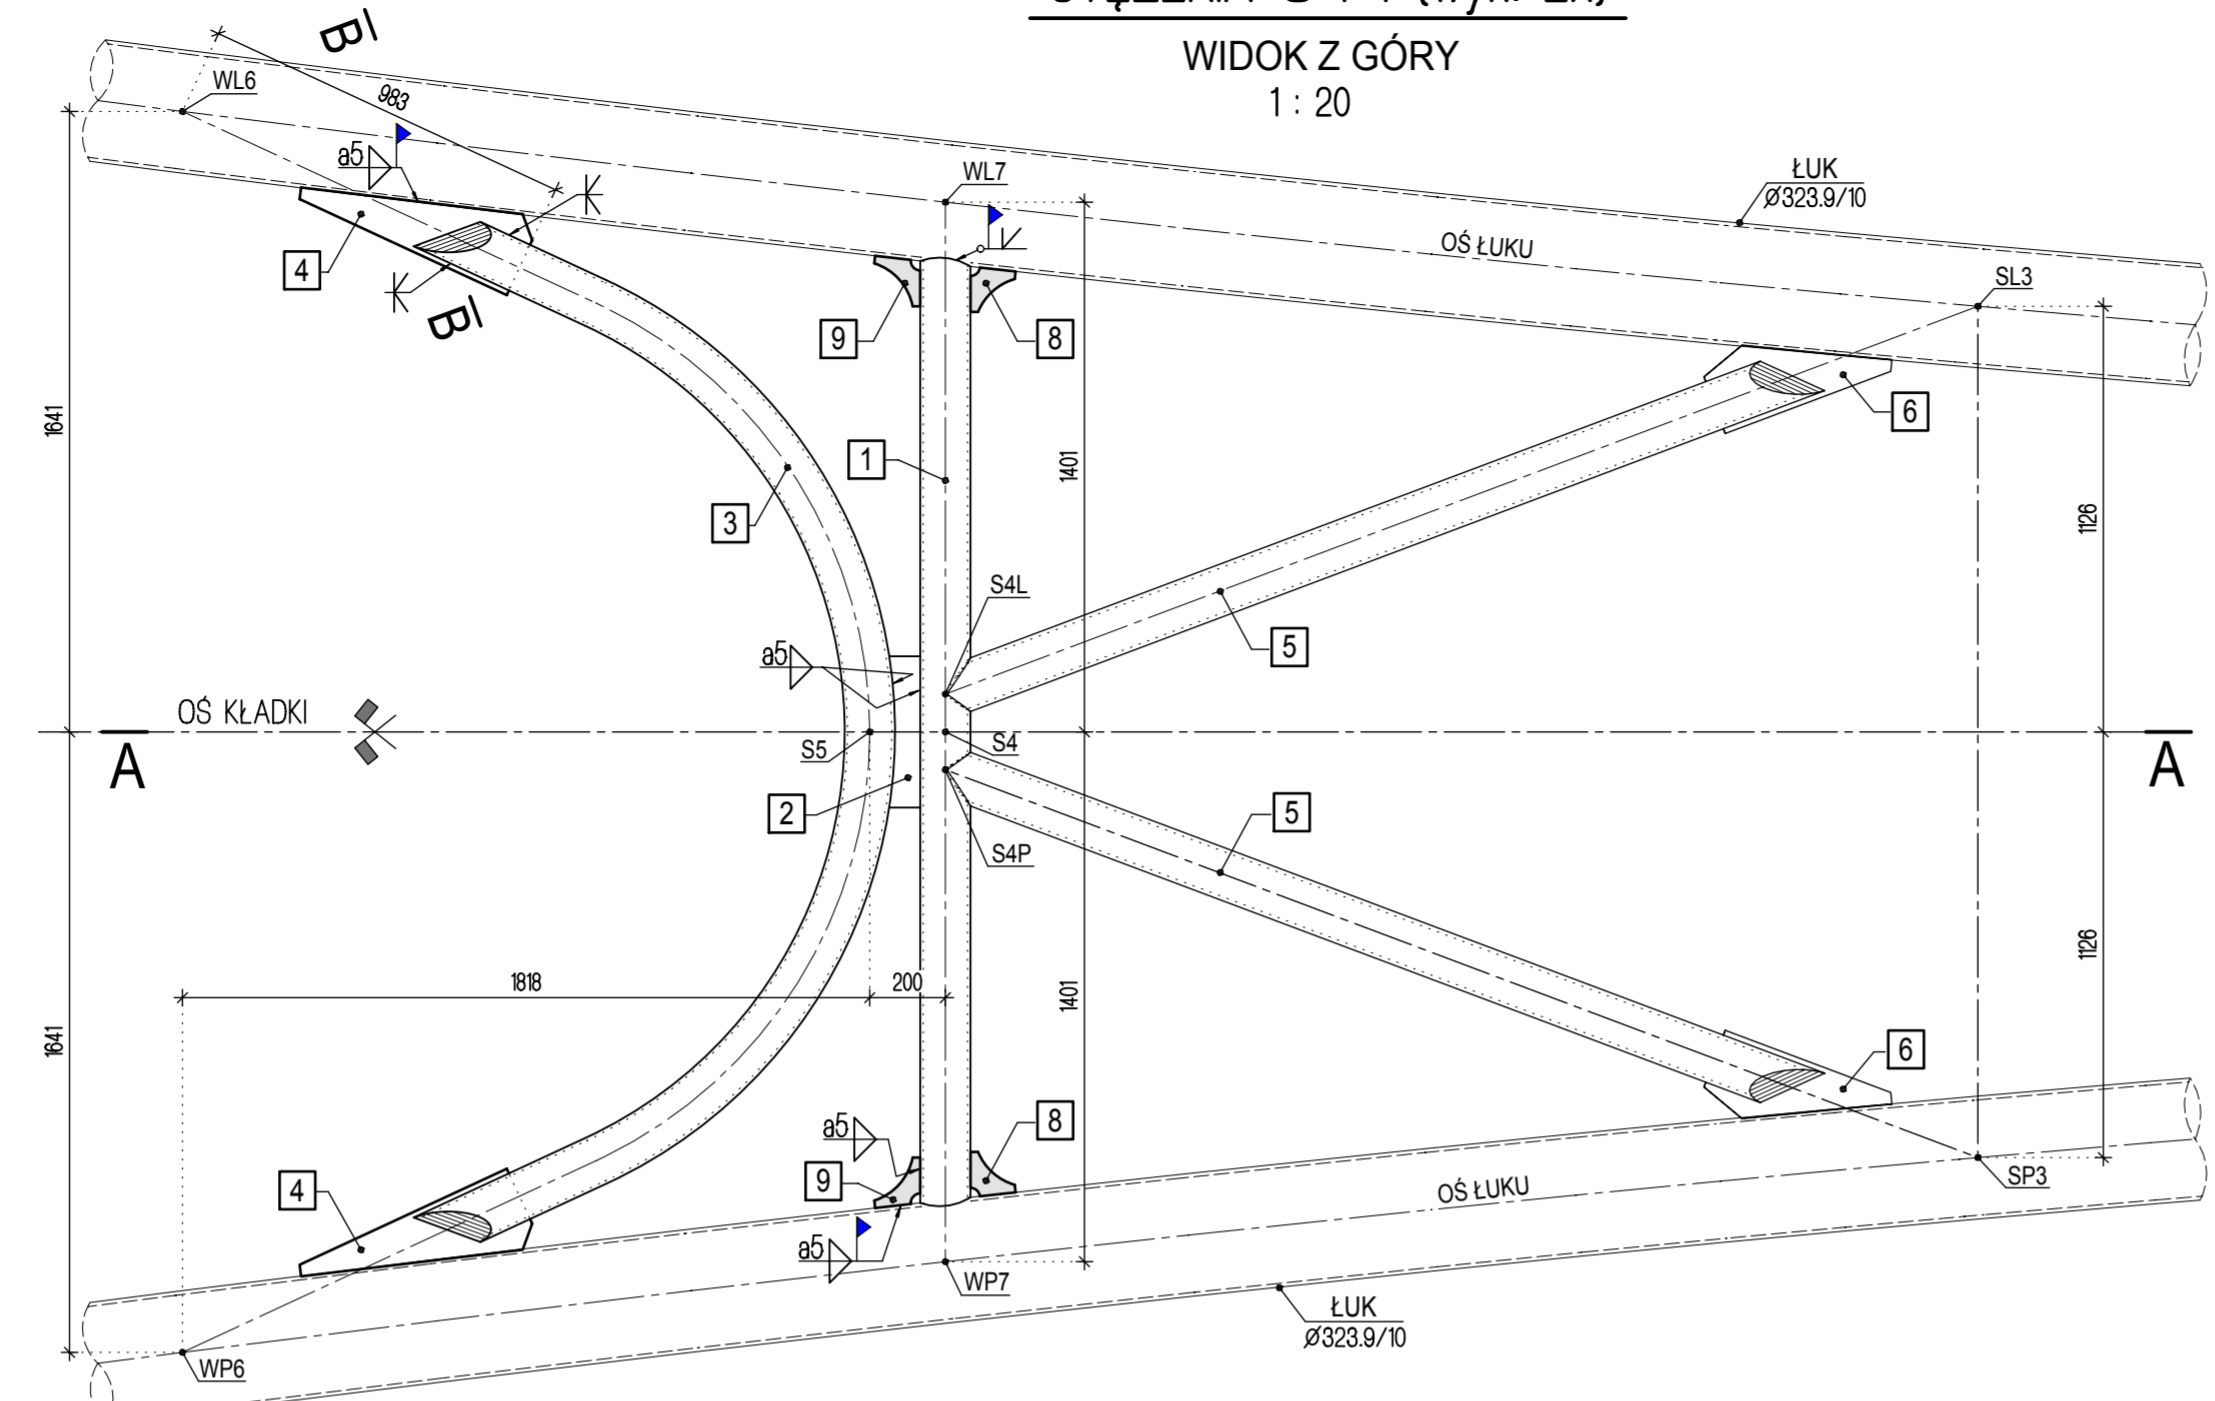 WIDOK Z GÓRY
1 : 20
B
983
WL6
a5
WL7
ŁUK
Ø323.9/10
OŚ ŁUKU
SL3
4
9
8
B
6
1641
1
1401
3
1126
S4L
5
a5
OŚ KŁADKI
S5
S4
A
A
2
5
S4P
1126
1818
200
1401
1641
6
a5
8
9
4
OŚ ŁUKU
SP3
a5
WP7
ŁUK
Ø323.9/10
WP6